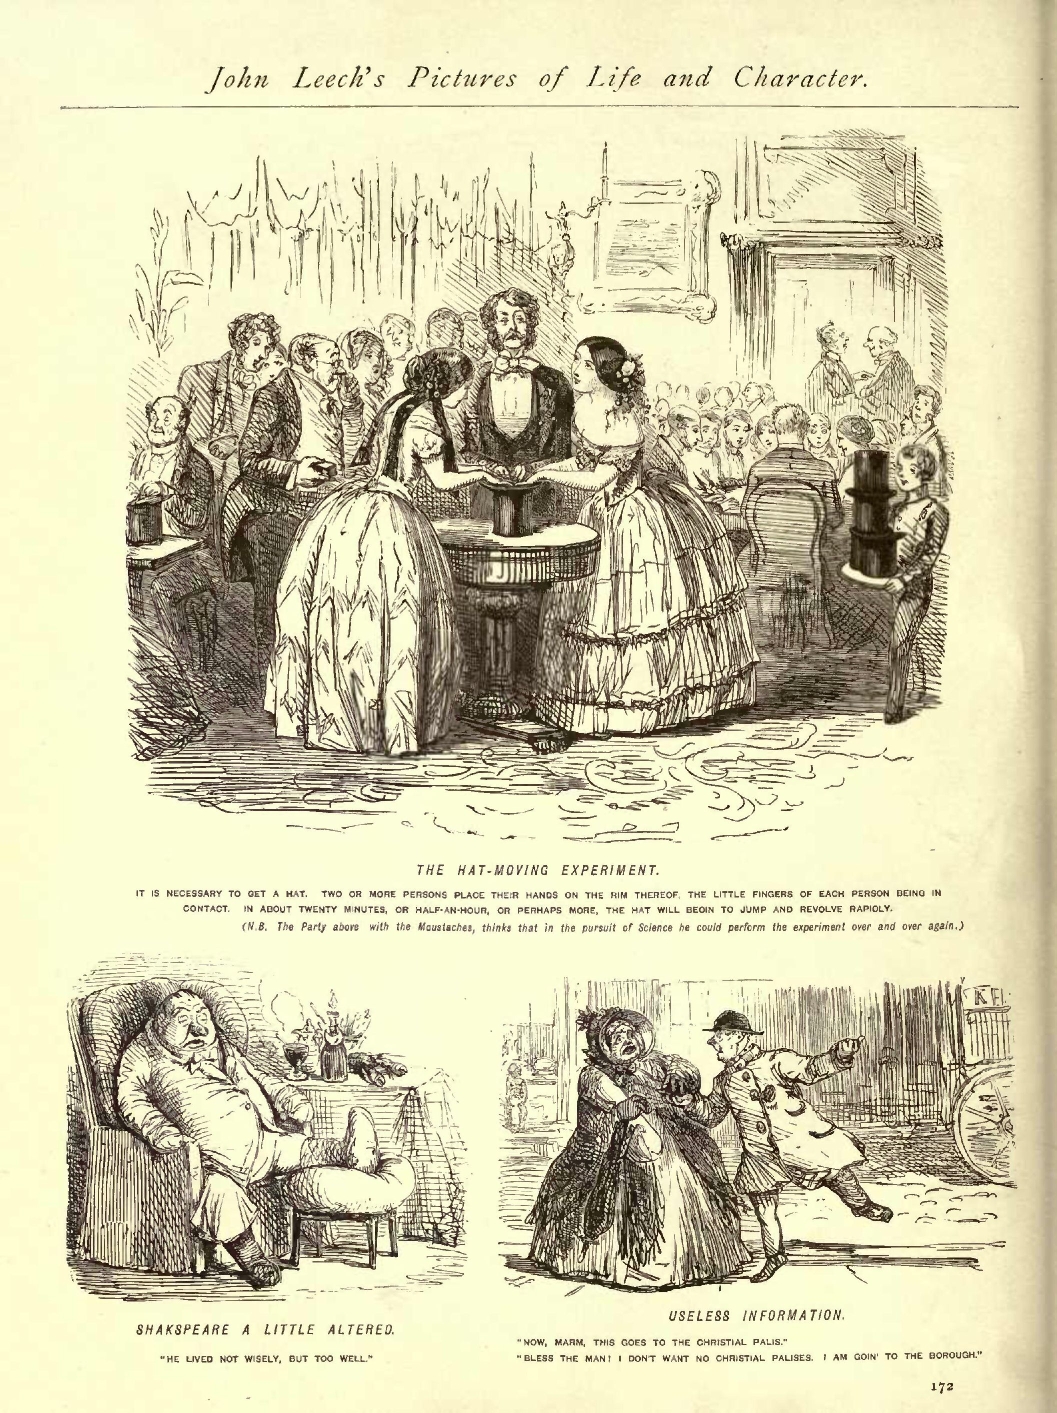 John Leech's Pictures of Life and Character.
THE HAT-MOVING EXPERIMENT.
IT IS NECESSARY TO GET A HAT. TWO OR MORE PERSONS PLACE THEIR HANDS ON THE RIM THEREOF, THE LITTLE FINGERS OF EACH PERSON BEING IN
CONTACT. IN ABOUT TWENTY MINUTES, OR HALF-AN-HOUR, OR PERHAPS MORE, THE HAT WILL BEGIN TO JUMP AND REVOLVE RAPIDLY.
(N.B. The Party above with the Moustaches, thinks that in the pursuit of Science he could perform the experiment over and over again.)
KE
SHAKSPEARE A LITTLE ALTERED.
"HE LIVED NOT WISELY, BUT TOO WELL."
USELESS INFORMATION.
"NOW, MARM, THIS GOES TO THE CHRISTIAL PALIS."
"BLESS THE MAN! I DON'T WANT NO CHRISTIAL PALISES. I AM GOIN' TO THE BOROUGH."
172